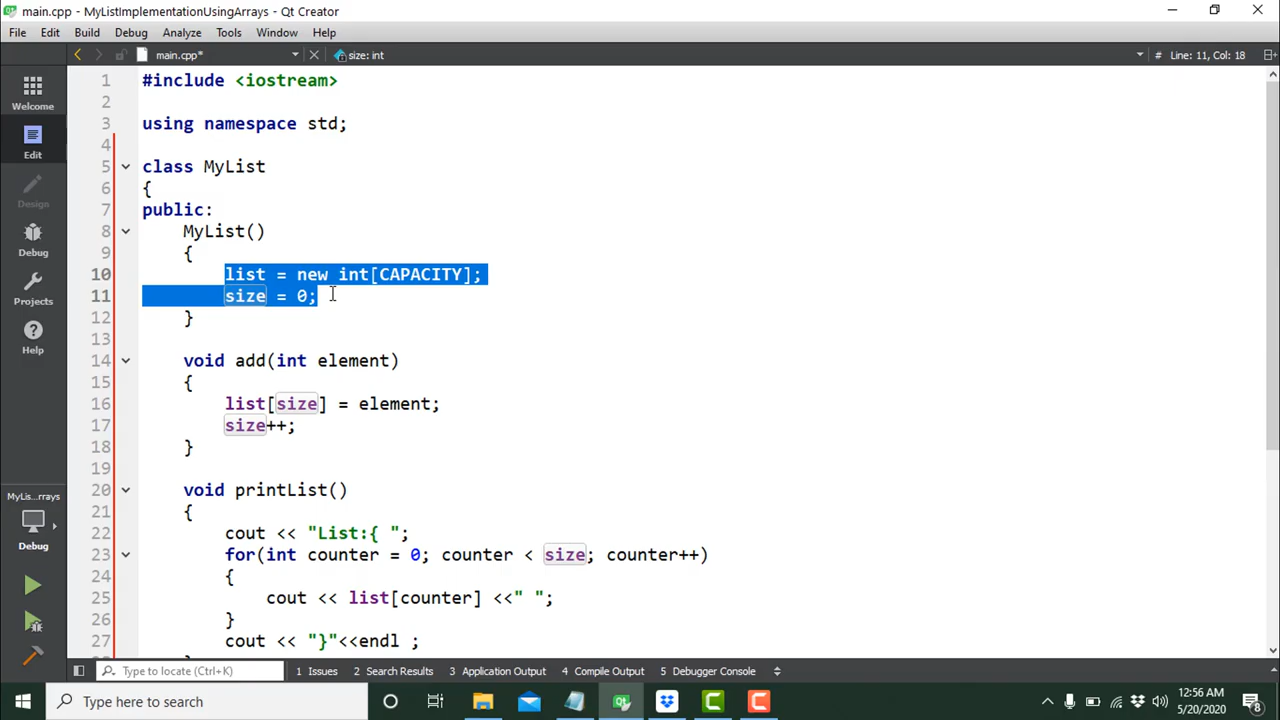 main.cpp - MyListImplementationUsingArrays - Qt Creator
File Edit Build Debug Analyze Tools Window Help
main.cpp* size: int # Line: 11, Col: 18
Welcome
Edit
Design
Debug
Projects
Help
MyLis...rrays
Debug
1 #include <iostream>
2
3 using namespace std;
4
5 class MyList
6 {
7 public:
8 MyList()
9 {
10 list = new int[CAPACITY];
11 size = 0;
12 }
13
14 void add(int element)
15 {
16 list[size] = element;
17 size++;
18 }
19
20 void printList()
21 {
22 cout << "List:{ ";
23 for(int counter = 0; counter < size; counter++)
24 {
25 cout << list[counter] <<" ";
26 }
27 cout << "}"<<endl ;
Type to locate (Ctrl+K) 1 Issues 2 Search Results 3 Application Output 4 Compile Output 5 Debugger Console
Type here to search
12:56 AM
5/20/2020
8